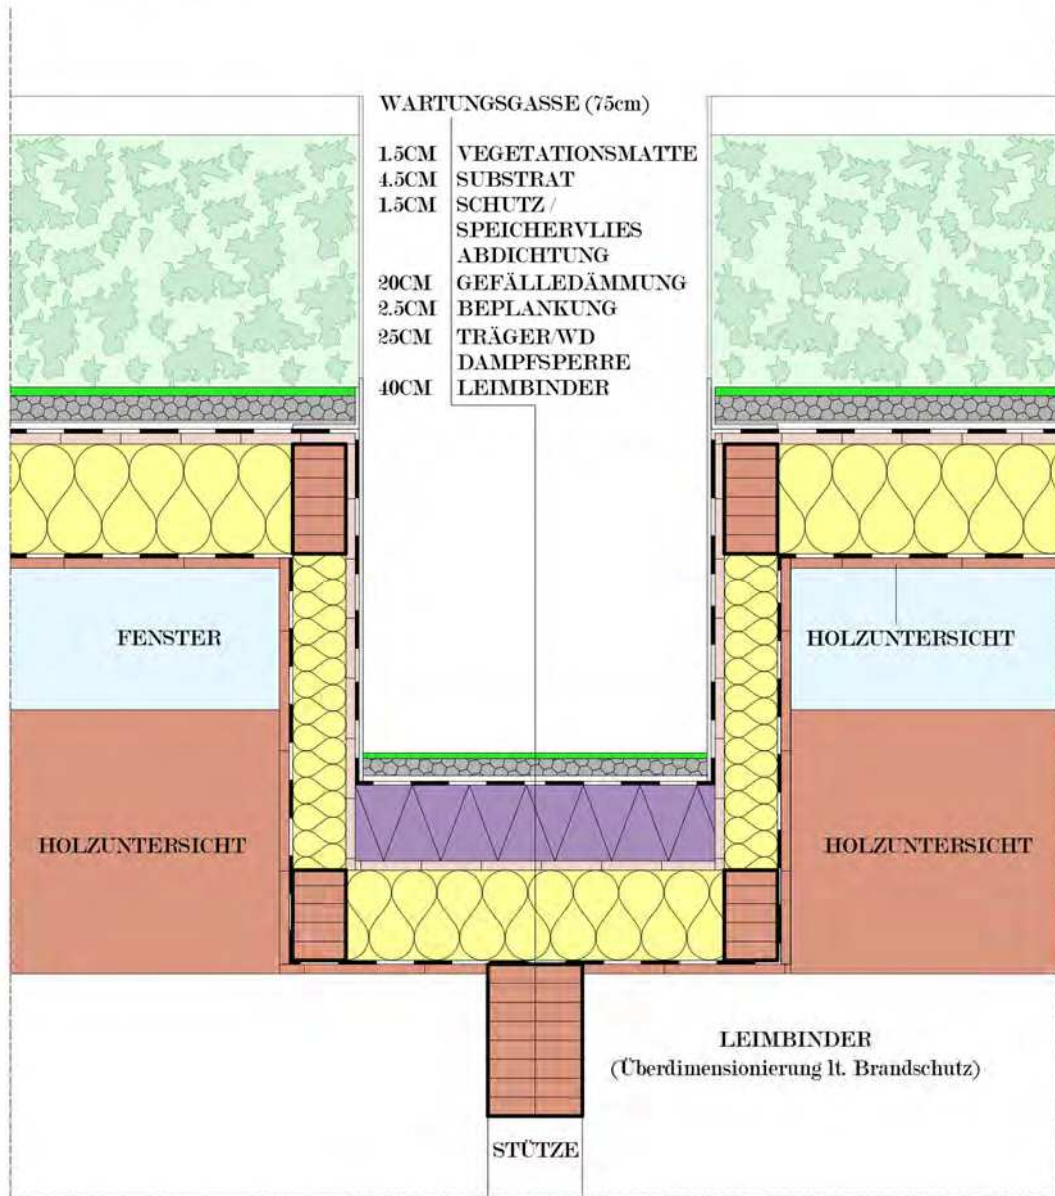 WARTUNGSGASSE (75cm)
1.5CM VEGETATIONSMATTE
4.5CM SUBSTRAT
1.5CM SCHUTZ /
SPEICHERVLIES
ABDICHTUNG
20CM GEFÄLLEDÄMMUNG
2.5CM BEPLANKUNG
25CM TRÄGER/WD
DAMPFSPERRE
40CM LEIMBINDER
FENSTER
HOLZUNTERSICHT
HOLZUNTERSICHT
HOLZUNTERSICHT
LEIMBINDER
(Überdimensionierung lt. Brandschutz)
STÜTZE